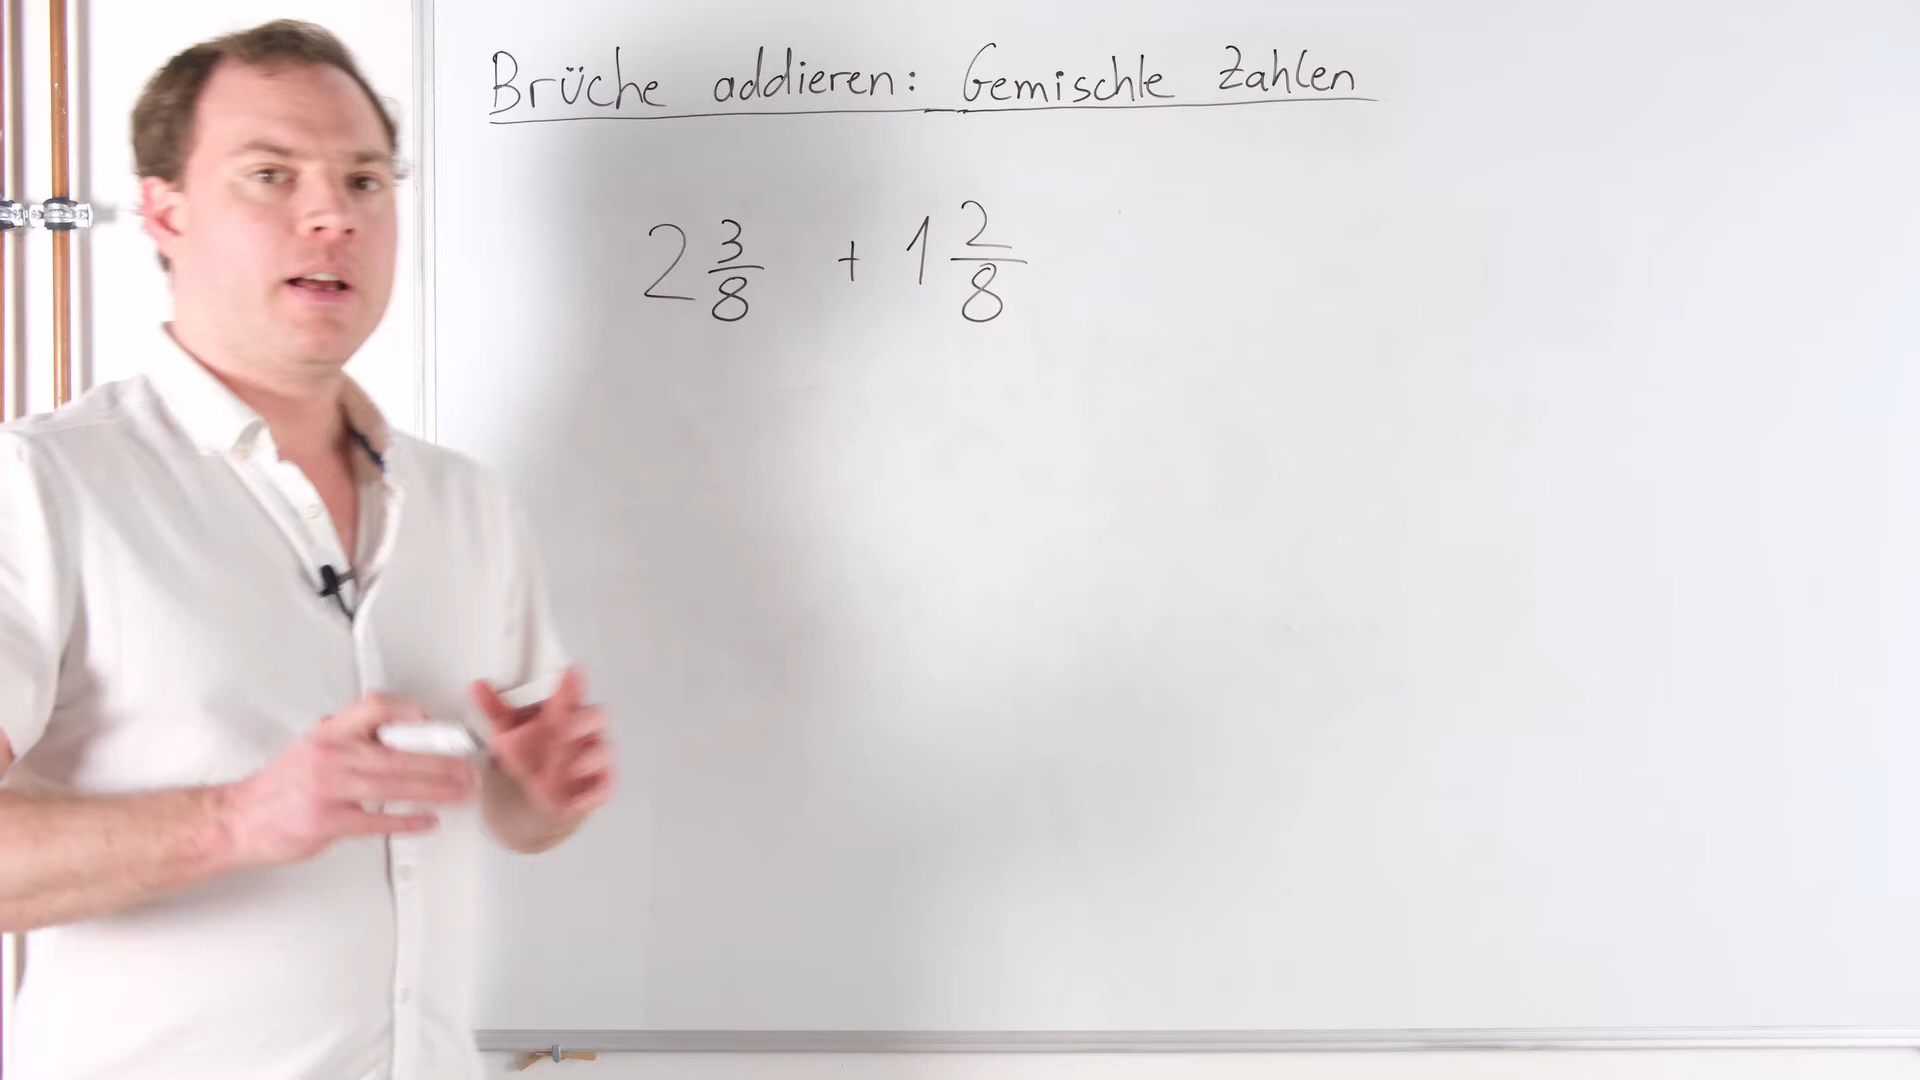 Brüche addieren: Gemischte Zahlen
2 3/8 + 1 2/8